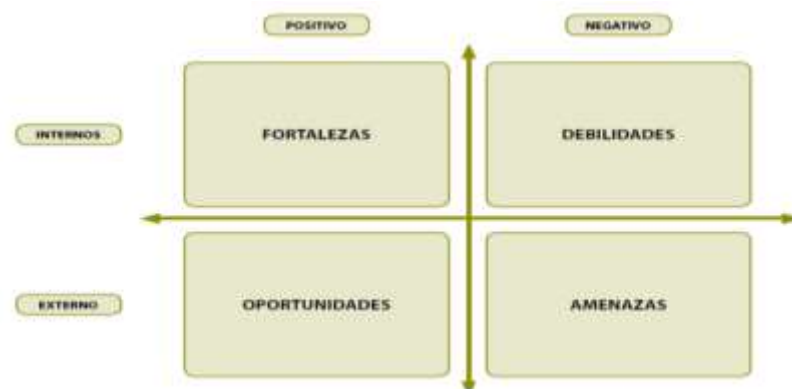 POSITIVO
NEGATIVO
INTERNOS
FORTALEZAS
DEBILIDADES
EXTERNO
OPORTUNIDADES
AMENAZAS